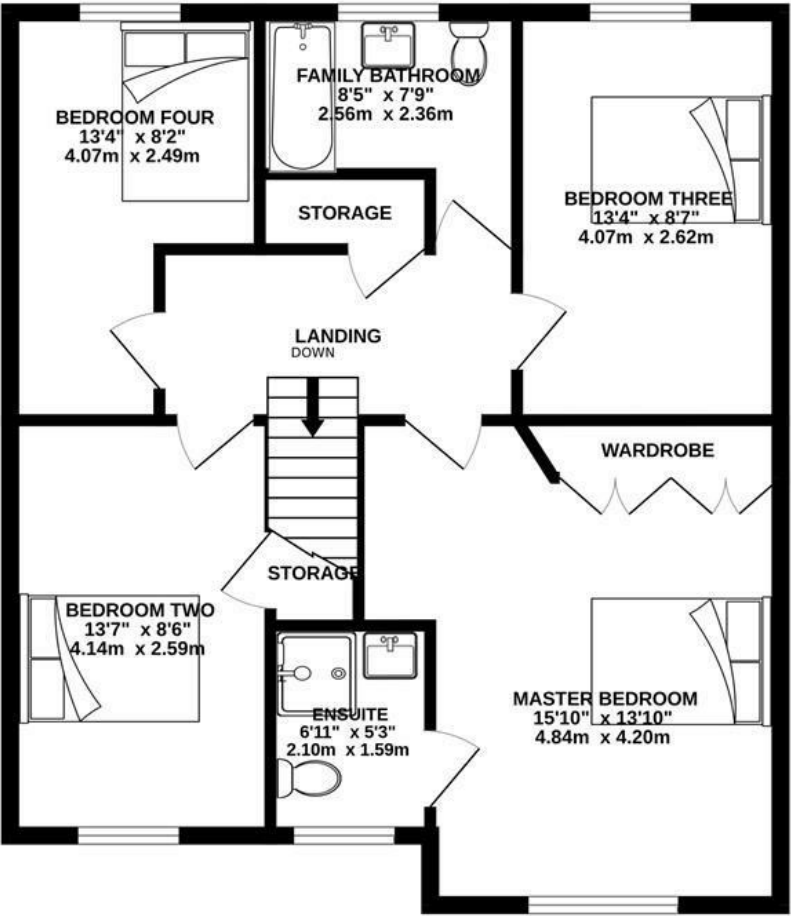 FAMILY BATHROOM
8'5" x 7'9"
2.56m x 2.36m
BEDROOM FOUR
13'4" x 8'2"
4.07m x 2.49m
BEDROOM THREE
13'4" x 8'7"
4.07m x 2.62m
STORAGE
LANDING
DOWN
WARDROBE
STORAGE
BEDROOM TWO
13'7" x 8'6"
4.14m x 2.59m
MASTER BEDROOM
15'10" x 13'10"
4.84m x 4.20m
ENSUITE
6'11" x 5'3"
2.10m x 1.59m